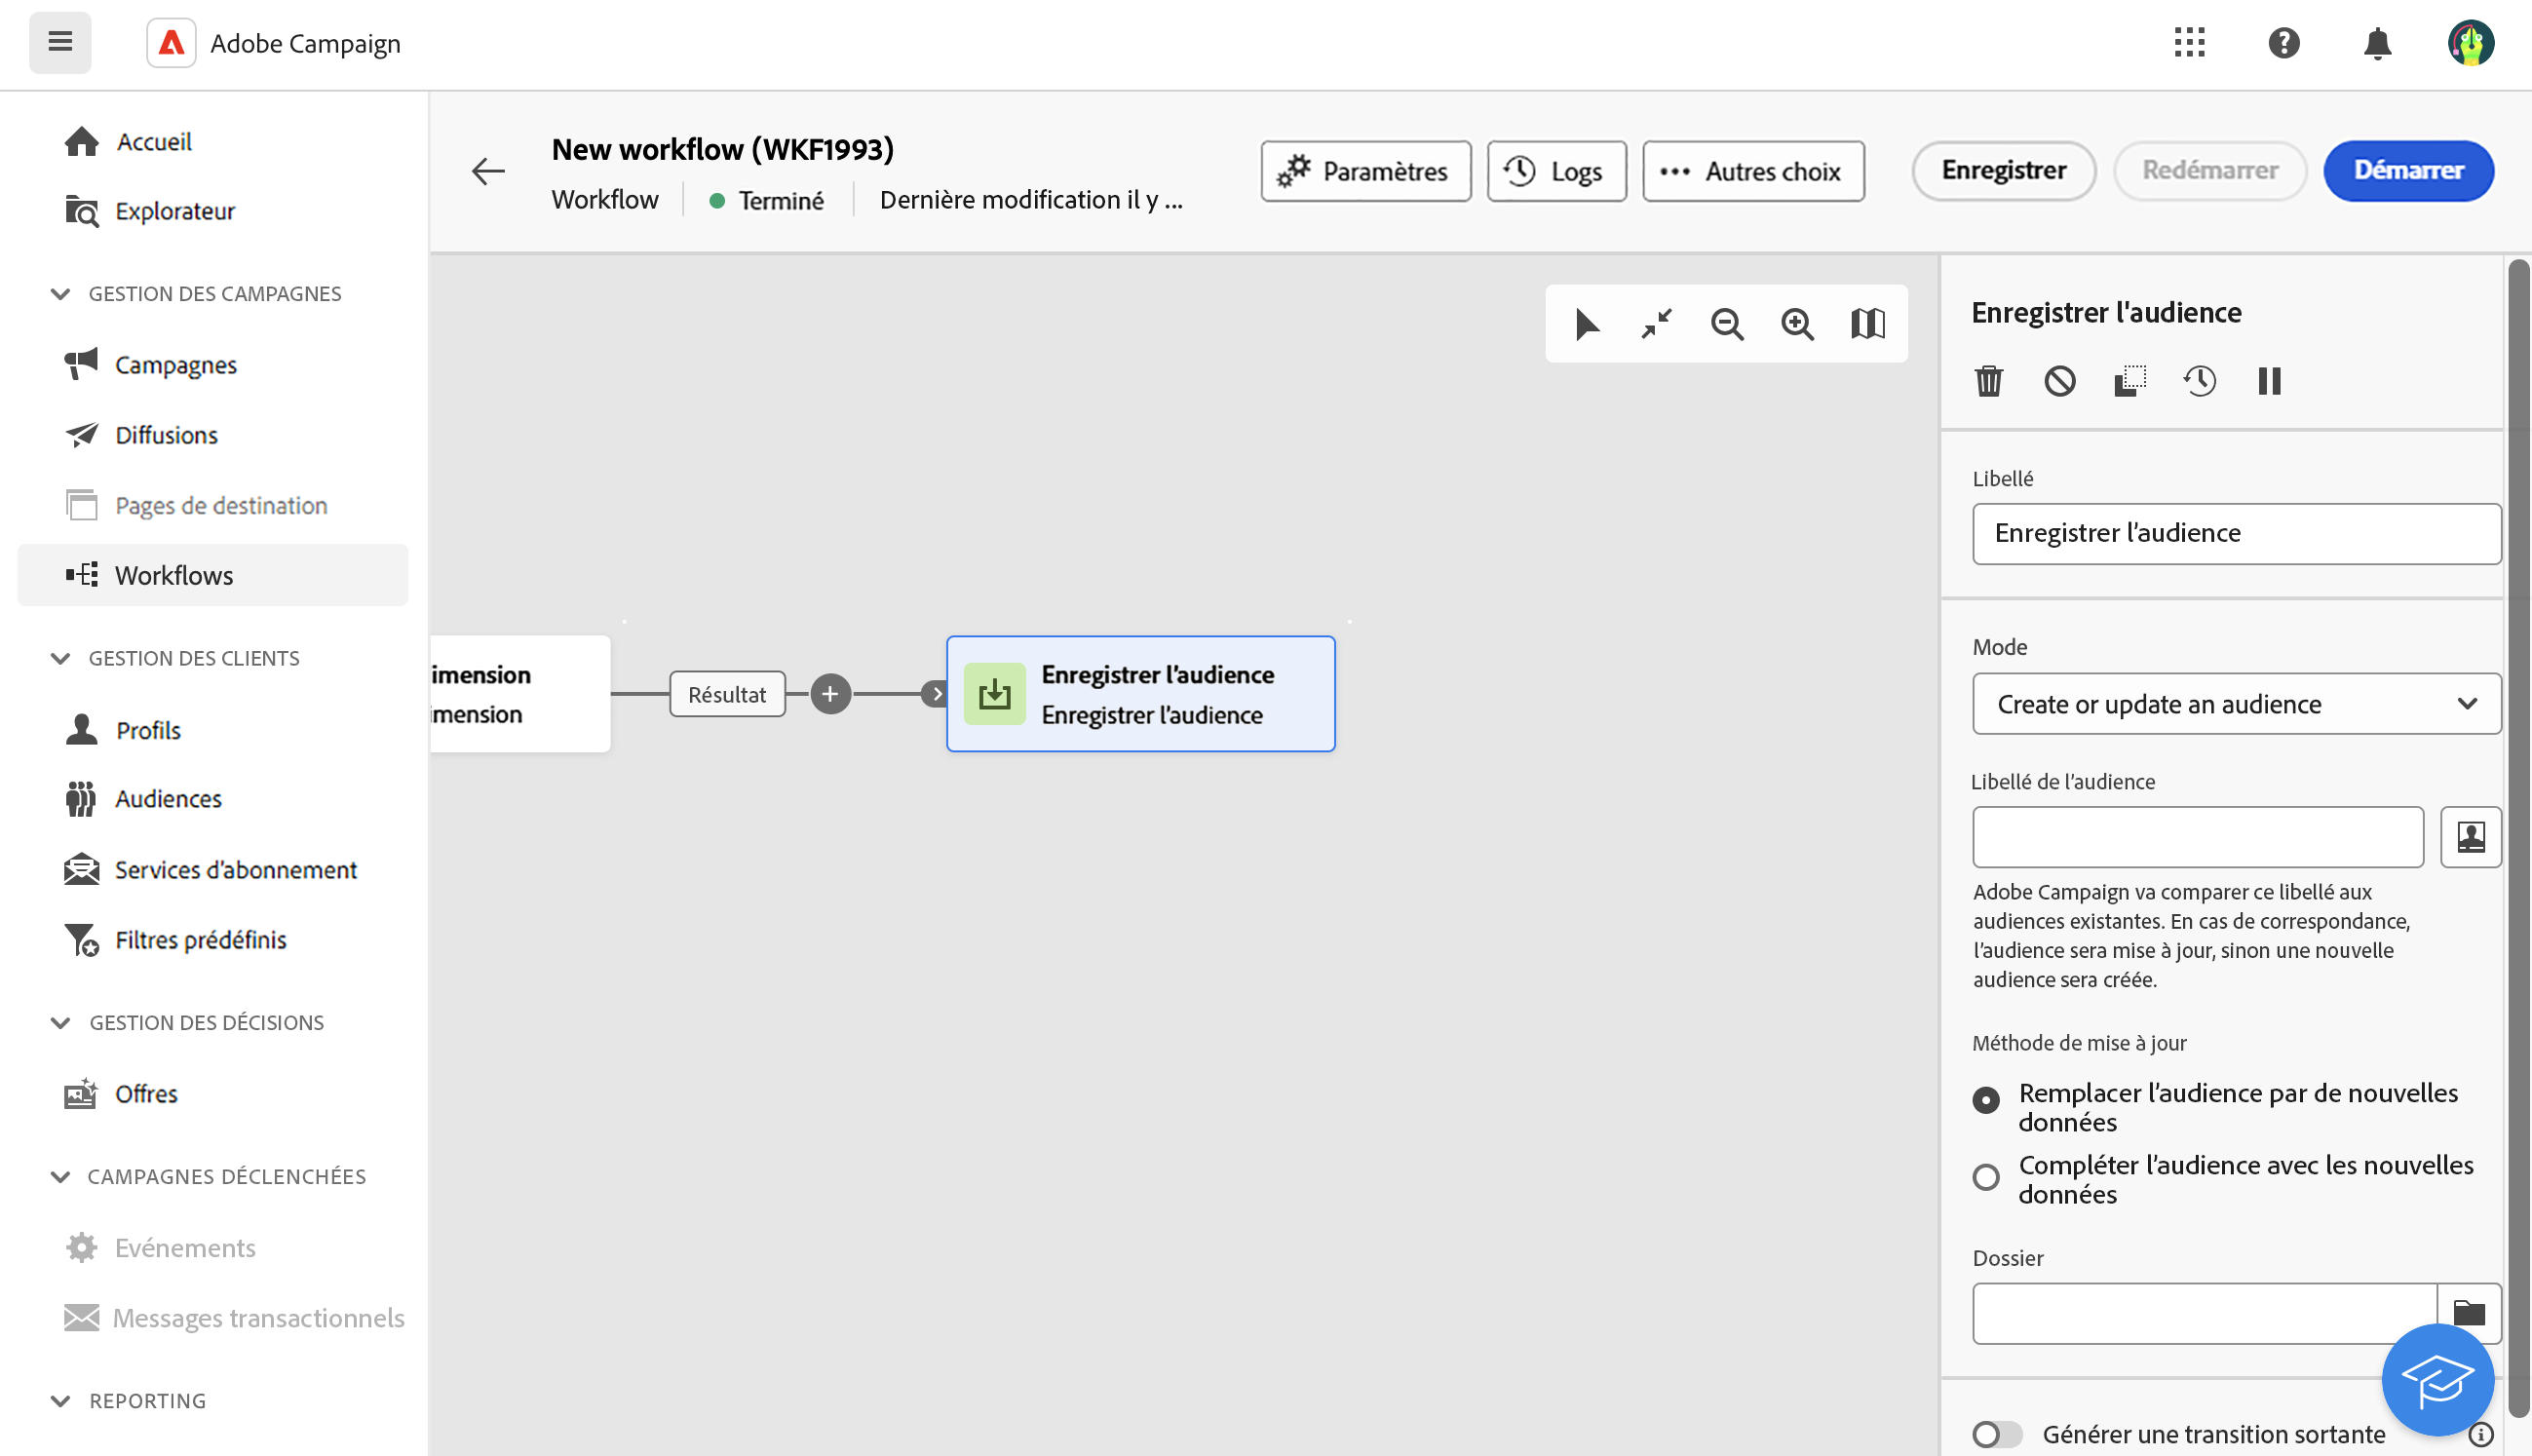 Adobe Campaign
Accueil
Explorateur
GESTION DES CAMPAGNES
Campagnes
Diffusions
Pages de destination
Workflows
GESTION DES CLIENTS
Profils
Audiences
Services d'abonnement
Filtres prédéfinis
GESTION DES DÉCISIONS
Offres
CAMPAGNES DÉCLENCHÉES
Evénements
Messages transactionnels
REPORTING
New workflow (WKF1993)
Workflow
Terminé
Dernière modification il y ...
Paramètres
Logs
Autres choix
Enregistrer
Redémarrer
Démarrer
imension
imension
Résultat
Enregistrer l’audience
Enregistrer l’audience
Enregistrer l'audience
Libellé
Enregistrer l’audience
Mode
Create or update an audience
Libellé de l’audience
Adobe Campaign va comparer ce libellé aux
audiences existantes. En cas de correspondance,
l’audience sera mise à jour, sinon une nouvelle
audience sera créée.
Méthode de mise à jour
Remplacer l’audience par de nouvelles
données
Compléter l’audience avec les nouvelles
données
Dossier
Générer une transition sortante